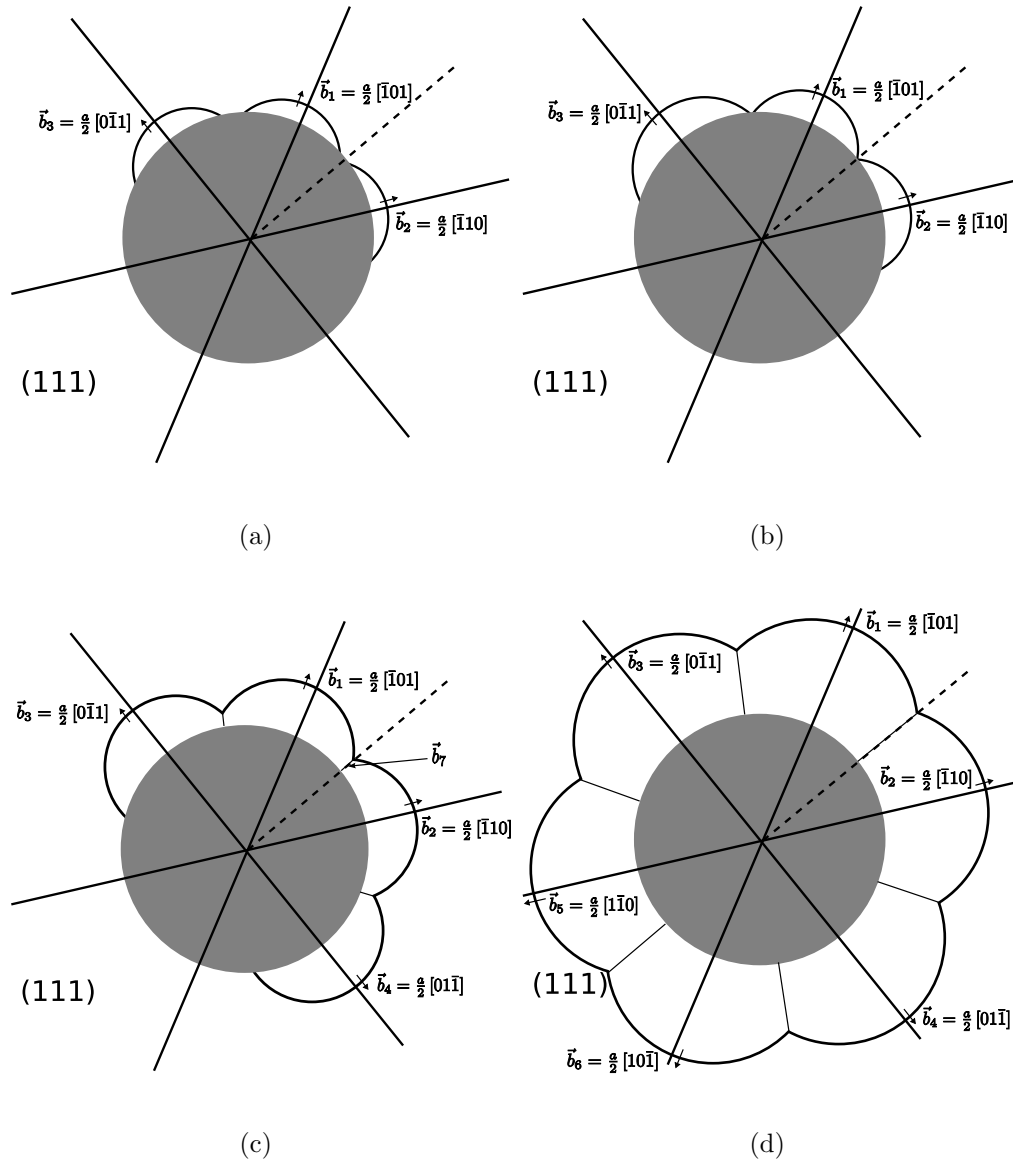 b⃗₁ = a/2 [1̄01]
b⃗₃ = a/2 [01̄1]
b⃗₂ = a/2 [1̄10]
(111)
(a)
b⃗₁ = a/2 [1̄01]
b⃗₃ = a/2 [01̄1]
b⃗₂ = a/2 [1̄10]
(111)
(b)
b⃗₁ = a/2 [1̄01]
b⃗₃ = a/2 [01̄1]
b⃗₇
b⃗₂ = a/2 [1̄10]
b⃗₄ = a/2 [011̄]
(111)
(c)
b⃗₁ = a/2 [1̄01]
b⃗₃ = a/2 [01̄1]
b⃗₂ = a/2 [1̄10]
b⃗₅ = a/2 [11̄0]
(111)
b⃗₄ = a/2 [011̄]
b⃗₆ = a/2 [101̄]
(d)